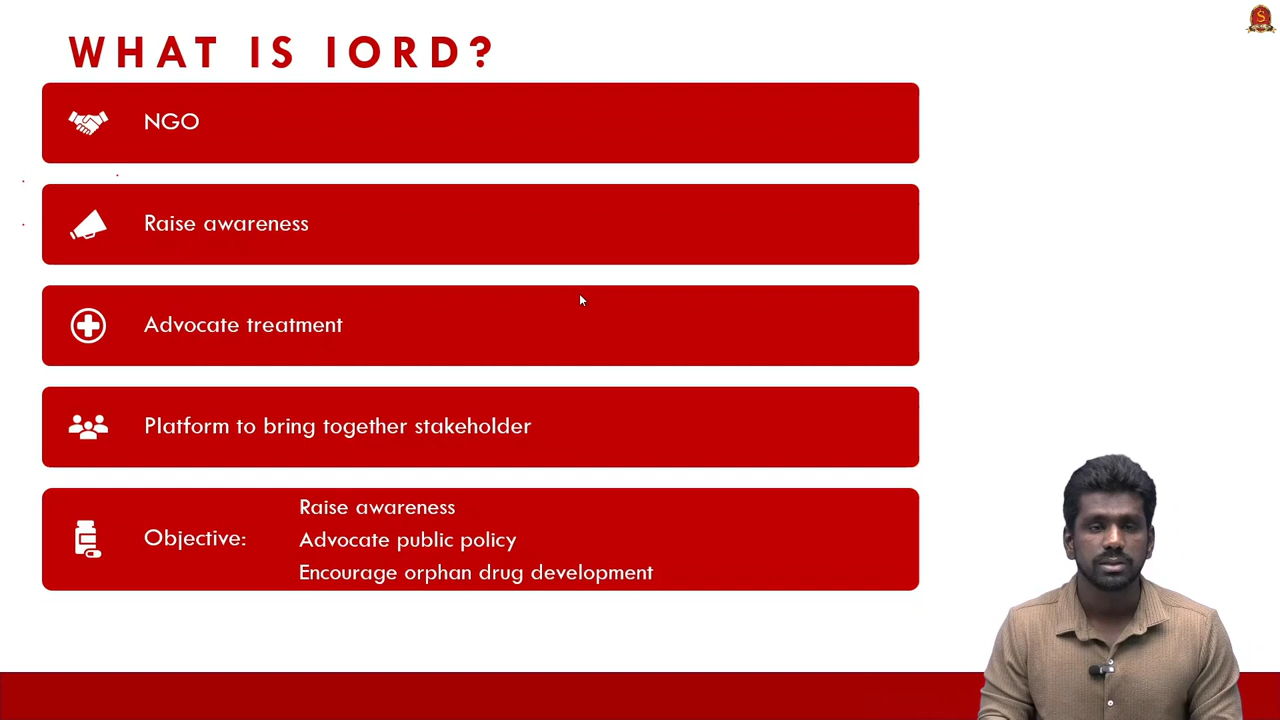 WHAT IS IORD?
NGO
Raise awareness
Advocate treatment
Platform to bring together stakeholder
Objective:
Raise awareness
Advocate public policy
Encourage orphan drug development